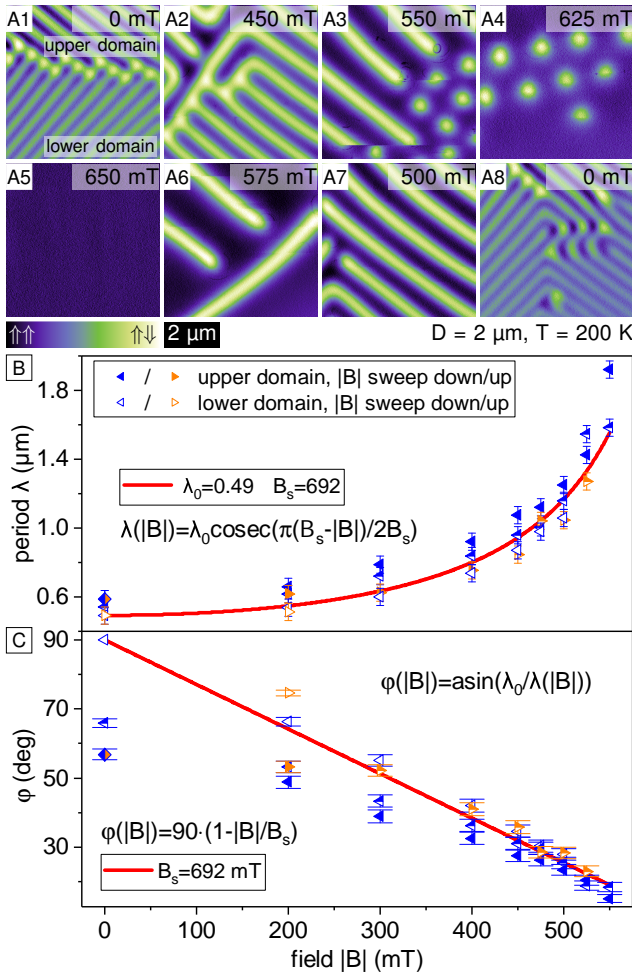 A1 0 mT
upper domain
lower domain
A2 450 mT
A3 550 mT
A4 625 mT
A5 650 mT
A6 575 mT
A7 500 mT
A8 0 mT
⇑⇑ ⇑⇓ 2 μm D = 2 μm, T = 200 K
B
/ upper domain, |B| sweep down/up
/ lower domain, |B| sweep down/up
λ0=0.49 Bs=692
λ(|B|)=λ0cosec(π(Bs-|B|)/2Bs)
period λ (μm)
1.8
1.4
1.0
0.6
C
φ(|B|)=asin(λ0/λ(|B|))
φ(|B|)=90·(1-|B|/Bs)
Bs=692 mT
φ (deg)
90
70
50
30
0 100 200 300 400 500
field |B| (mT)